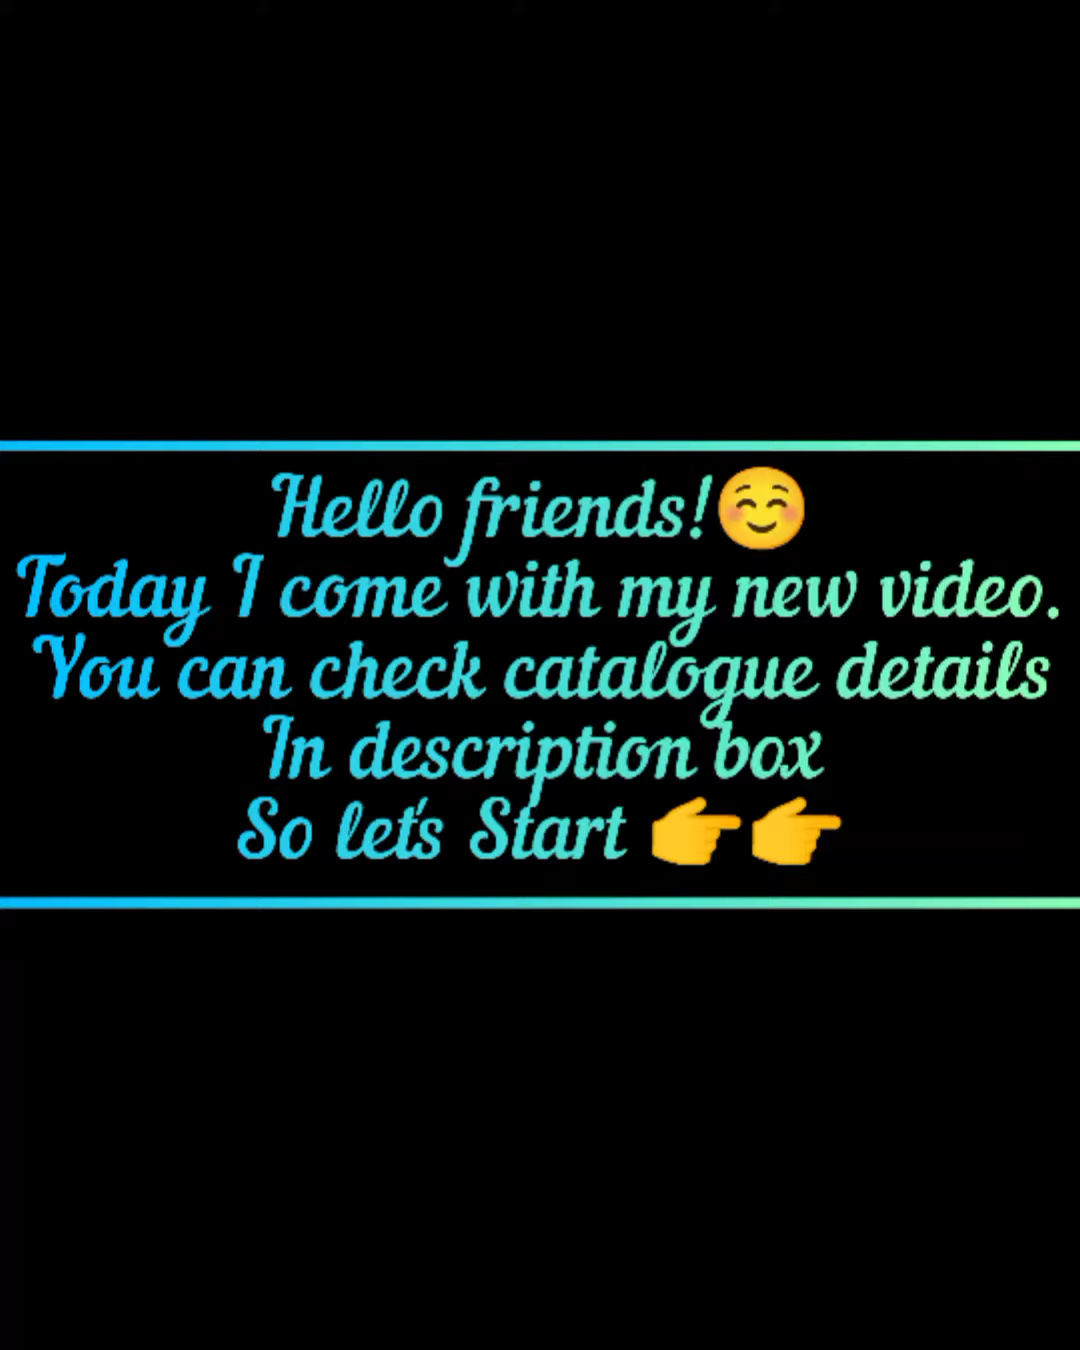 Hello friends!☺️
Today I come with my new video.
You can check catalogue details
In description box
So let's Start 👉👉